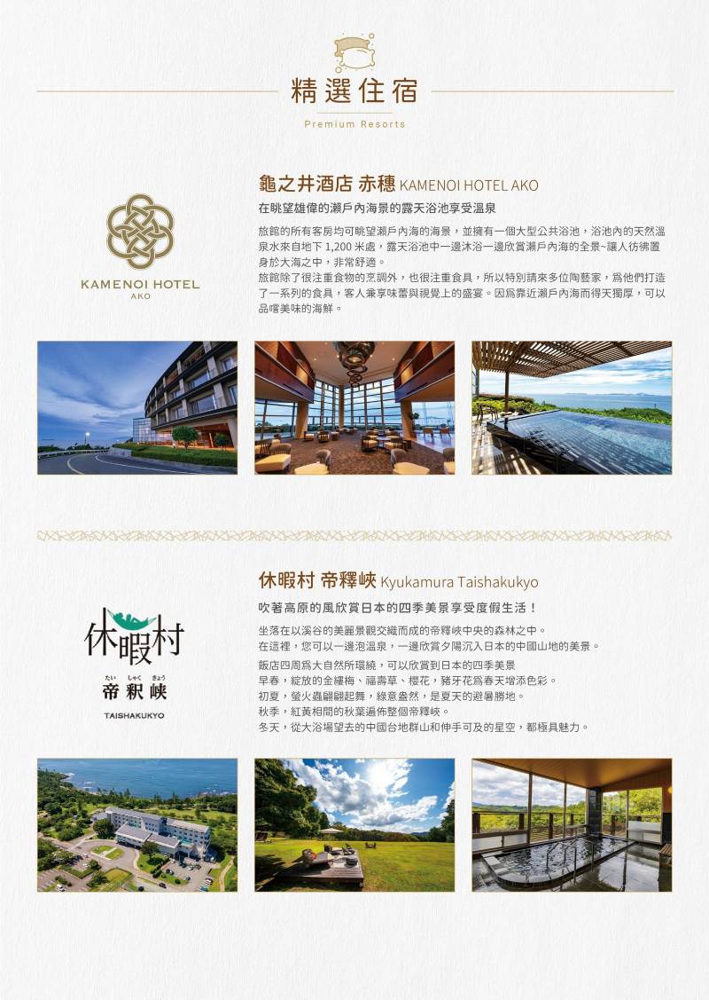 精選住宿
Premium Resorts
龜之井酒店 赤穗 KAMENOI HOTEL AKO
在眺望雄偉的瀨戶內海景的露天浴池享受溫泉
旅館的所有客房均可眺望瀨戶內海的海景，並擁有一個大型公共浴池，浴池內的天然溫
泉水來自地下 1,200 米處，露天浴池中一邊沐浴一邊欣賞瀨戶內海的全景~讓人彷彿置
身於大海之中，非常舒適。
旅館除了很注重食物的烹調外，也很注重食具，所以特別請來多位陶藝家，爲他們打造
了一系列的食具，客人兼享味蕾與視覺上的盛宴。因爲靠近瀨戶內海而得天獨厚，可以
品嚐美味的海鮮。
KAMENOI HOTEL
AKO
休暇村 帝釋峽 Kyukamura Taishakukyo
吹著高原的風欣賞日本的四季美景享受度假生活！
坐落在以溪谷的美麗景觀交織而成的帝釋峽中央的森林之中。
在這裡，您可以一邊泡溫泉，一邊欣賞夕陽沉入日本的中國山地的美景。
飯店四周爲大自然所環繞，可以欣賞到日本的四季美景
早春，綻放的金縷梅、福壽草、櫻花，豬牙花爲春天增添色彩。
初夏，螢火蟲翩翩起舞，綠意盎然，是夏天的避暑勝地。
秋季，紅黃相間的秋葉遍佈整個帝釋峽。
冬天，從大浴場望去的中國台地群山和伸手可及的星空，都極具魅力。
休暇村
たい しゃく きょう
帝釈峡
TAISHAKUKYO